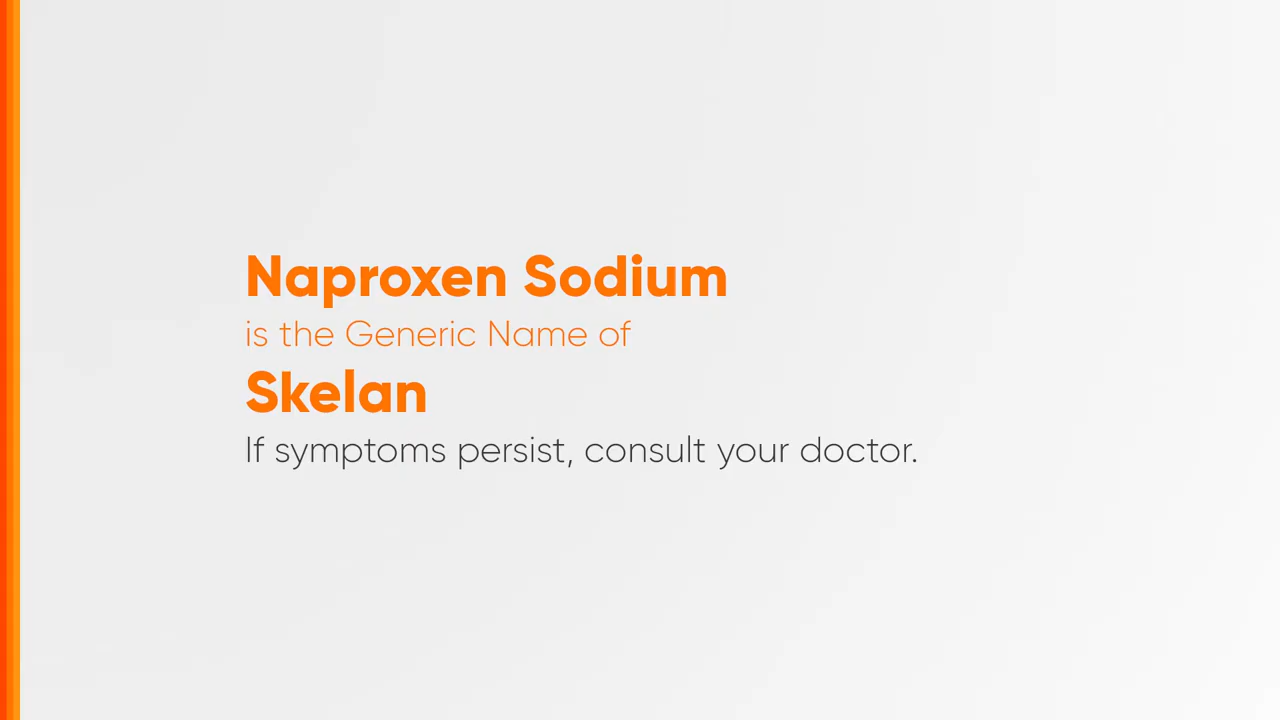 Naproxen Sodium
is the Generic Name of
Skelan
If symptoms persist, consult your doctor.